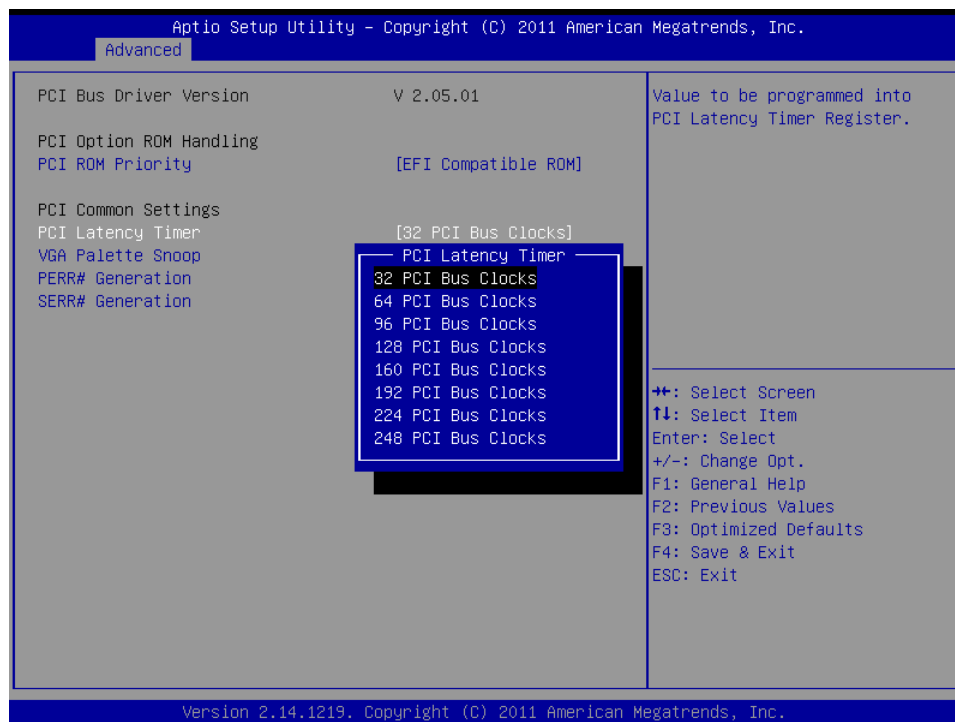 Aptio Setup Utility – Copyright (C) 2011 American Megatrends, Inc.
Advanced
PCI Bus Driver Version V 2.05.01
PCI Option ROM Handling
PCI ROM Priority [EFI Compatible ROM]
PCI Common Settings
PCI Latency Timer [32 PCI Bus Clocks]
VGA Palette Snoop
PERR# Generation
SERR# Generation
PCI Latency Timer
32 PCI Bus Clocks
64 PCI Bus Clocks
96 PCI Bus Clocks
128 PCI Bus Clocks
160 PCI Bus Clocks
192 PCI Bus Clocks
224 PCI Bus Clocks
248 PCI Bus Clocks
Value to be programmed into
PCI Latency Timer Register.
→←: Select Screen
↑↓: Select Item
Enter: Select
+/-: Change Opt.
F1: General Help
F2: Previous Values
F3: Optimized Defaults
F4: Save & Exit
ESC: Exit
Version 2.14.1219. Copyright (C) 2011 American Megatrends, Inc.